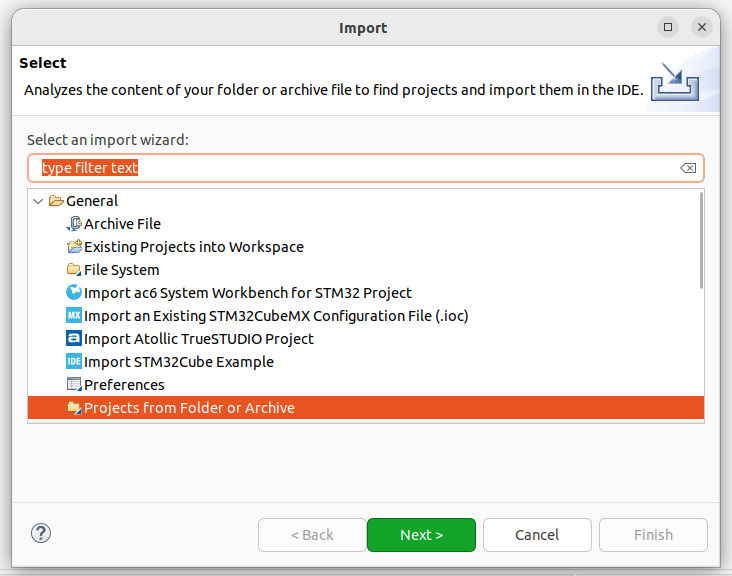 Import
Select
Analyzes the content of your folder or archive file to find projects and import them in the IDE.
Select an import wizard:
type filter text
General
Archive File
Existing Projects into Workspace
File System
Import ac6 System Workbench for STM32 Project
MX Import an Existing STM32CubeMX Configuration File (.ioc)
a Import Atollic TrueSTUDIO Project
IDE Import STM32Cube Example
Preferences
Projects from Folder or Archive
? < Back Next > Cancel Finish